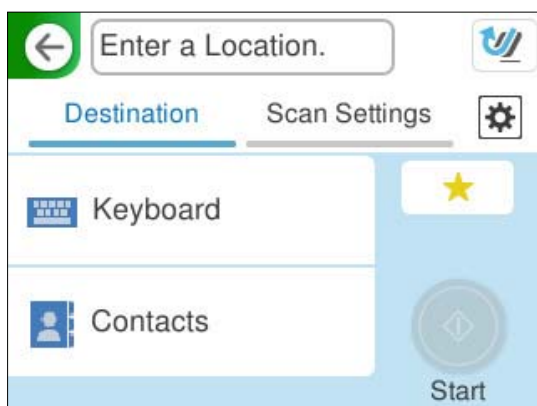 Enter a Location.
Destination Scan Settings
Keyboard
Contacts
Start